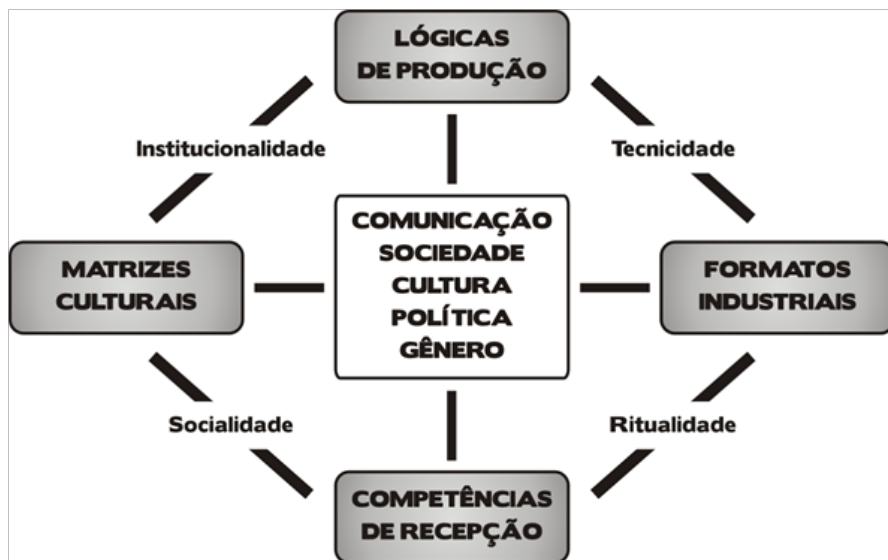 LÓGICAS
DE PRODUÇÃO
Institucionalidade
Tecnicidade
COMUNICAÇÃO
SOCIEDADE
CULTURA
POLÍTICA
GÊNERO
MATRIZES
CULTURAIS
FORMATOS
INDUSTRIAIS
Socialidade
Ritualidade
COMPETÊNCIAS
DE RECEPÇÃO